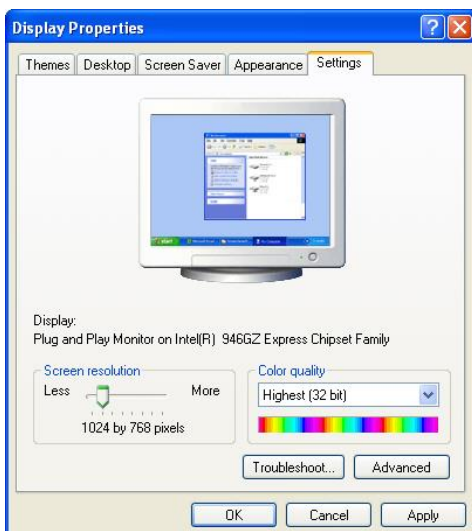 Display Properties
Themes Desktop Screen Saver Appearance Settings
Display:
Plug and Play Monitor on Intel(R) 946GZ Express Chipset Family
Screen resolution
Less More
1024 by 768 pixels
Color quality
Highest (32 bit)
Troubleshoot... Advanced
OK Cancel Apply